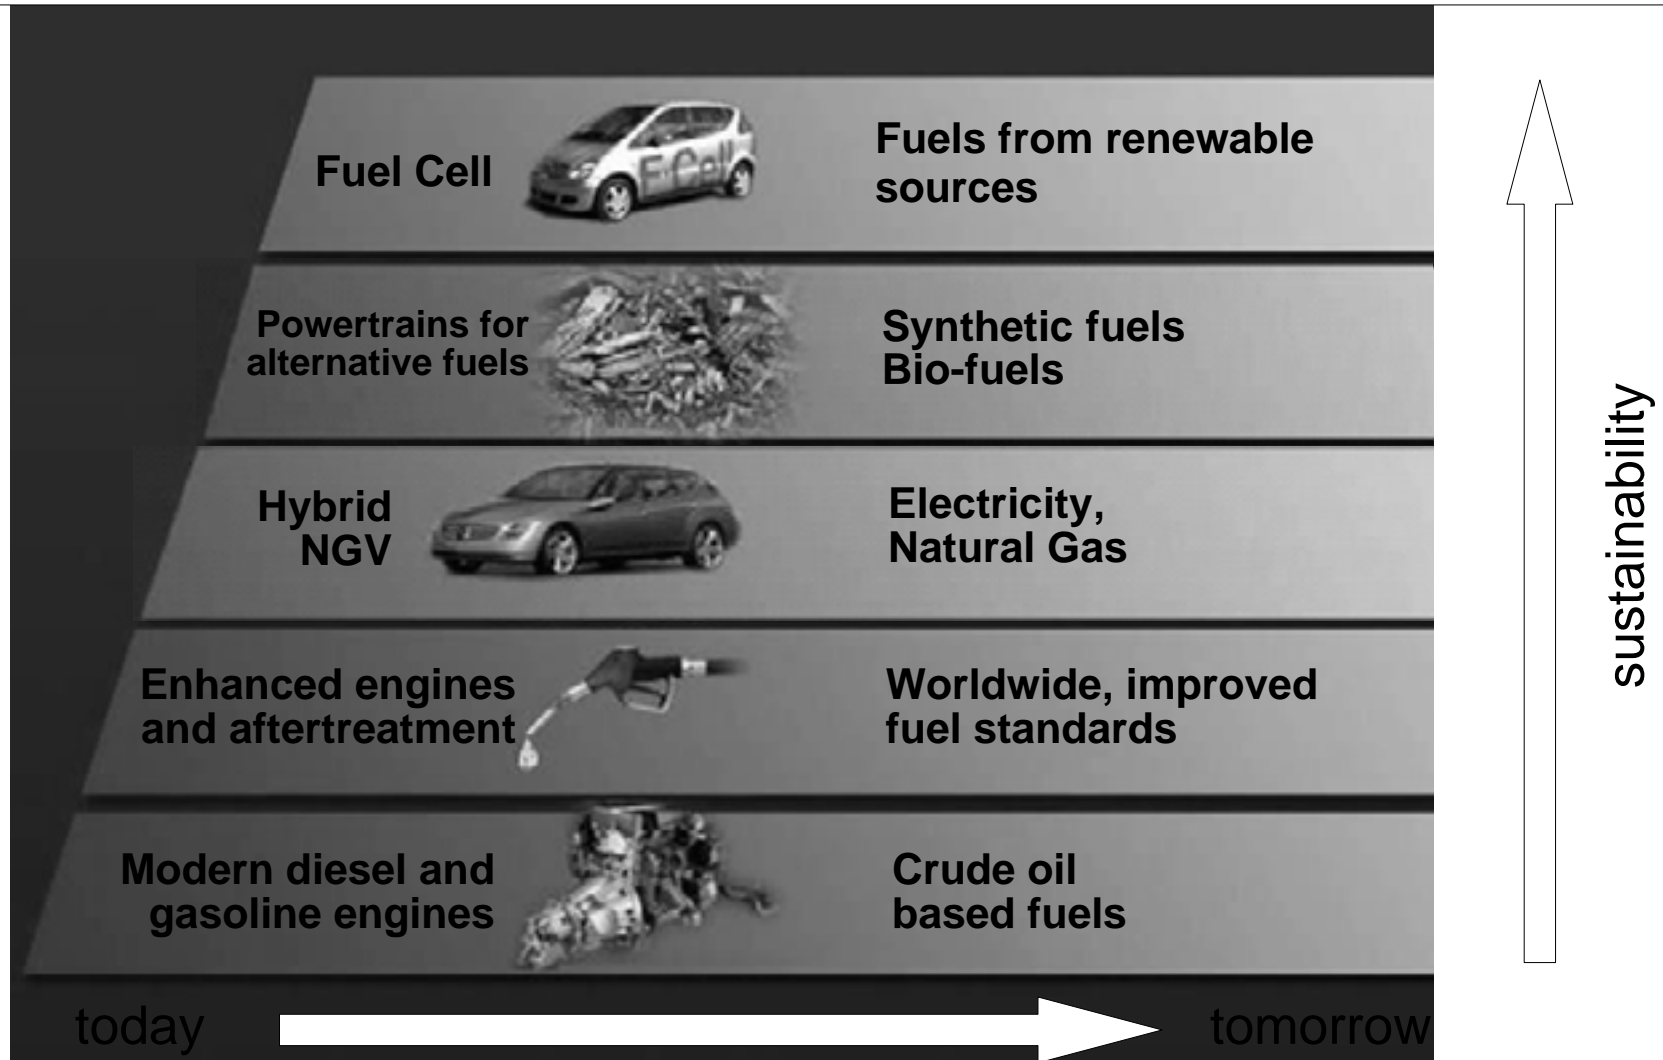 Fuel Cell
F-Cell
Fuels from renewable
sources
Powertrains for
alternative fuels
Synthetic fuels
Bio-fuels
Hybrid
NGV
Electricity,
Natural Gas
Enhanced engines
and aftertreatment
Worldwide, improved
fuel standards
Modern diesel and
gasoline engines
Crude oil
based fuels
today
tomorrow
sustainability